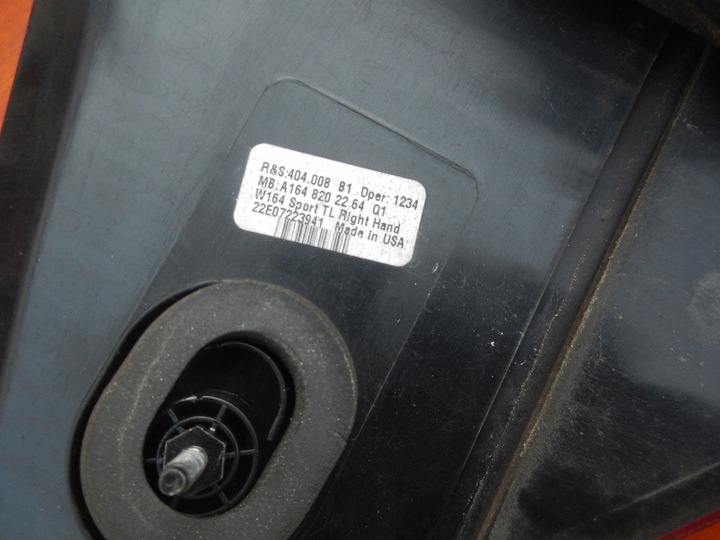 R&S:404.008 B1 Oper: 1234
MB: A164 820 22 64 Q1
W164 Sport TL Right Hand
22E07223941 Made in USA